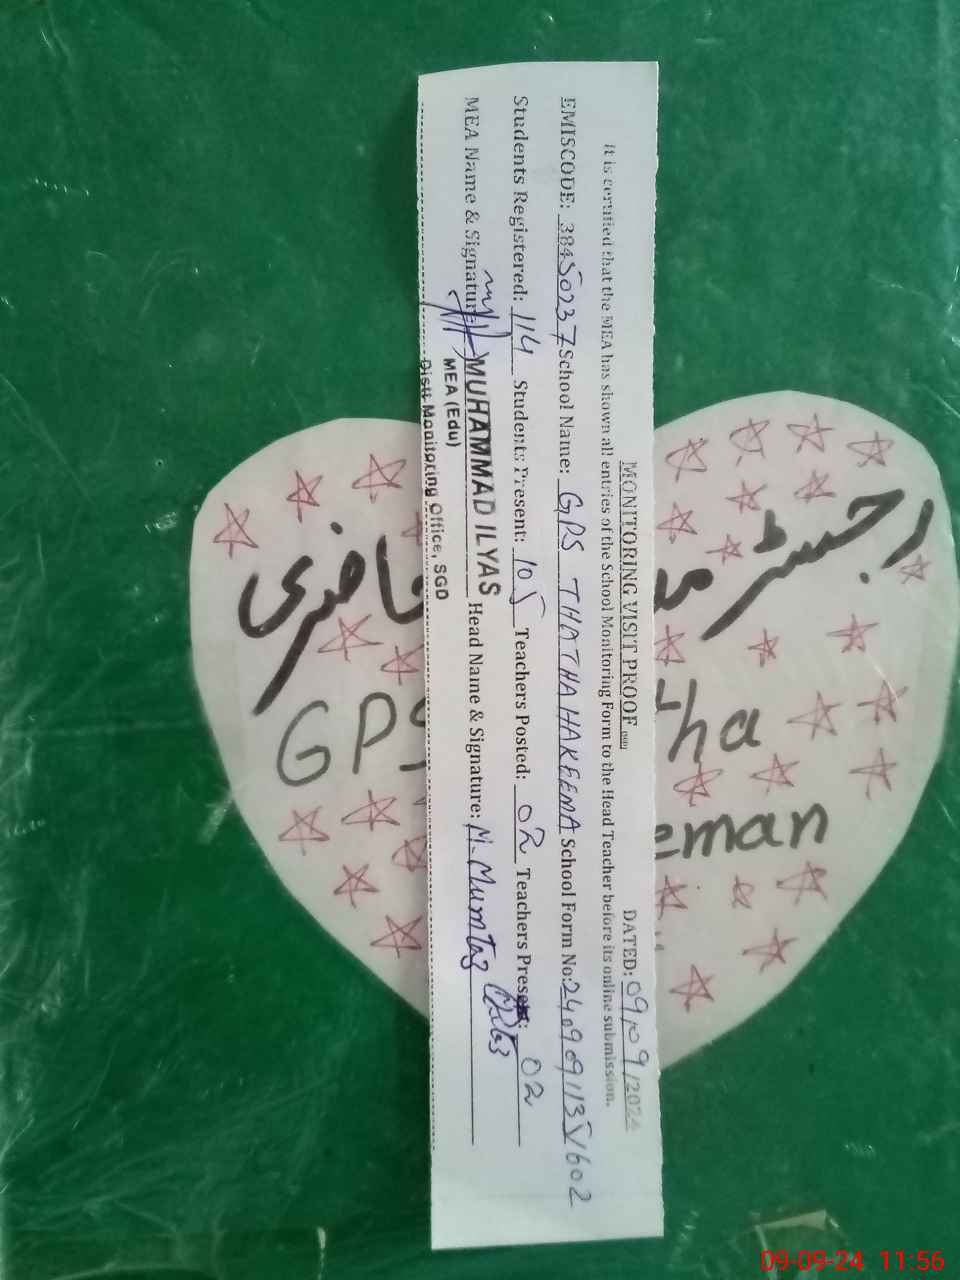 MONITORING VISIT PROOF DATED: 09/09/2024
It is certified that the MEA has shown all entries of the School Monitoring Form to the Head Teacher before its online submission.
EMISCODE: 38450237 School Name: GPS THATHA HAKEEMA School Form No: 24090911351602
Students Registered: 114 Students Present: 105 Teachers Posted: 02 Teachers Present: 02
MEA Name & Signature: MUHAMMAD ILYAS Head Name & Signature: M. Mumtaz
MEA (Edu)
Distt Monitoring Office, SGD
حاضری
GPS tha
eman
09-09-24 11:56